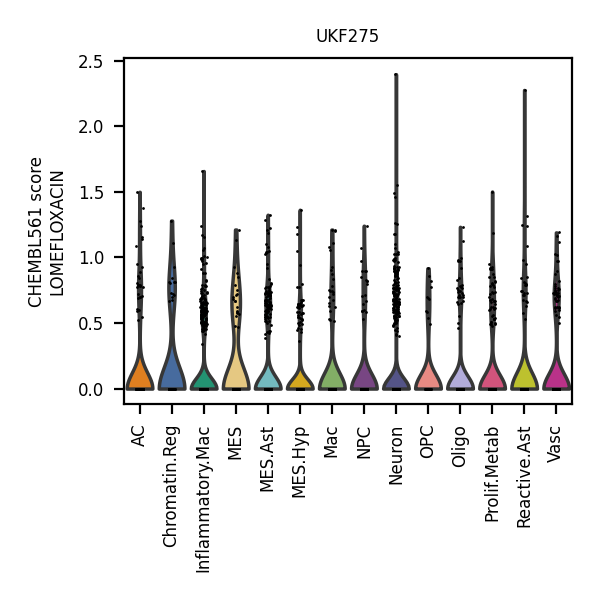 UKF275
CHEMBL561 score
LOMEFLOXACIN
2.5
2.0
1.5
1.0
0.5
0.0
AC
Chromatin.Reg
Inflammatory.Mac
MES
MES.Ast
MES.Hyp
Mac
NPC
Neuron
OPC
Oligo
Prolif.Metab
Reactive.Ast
Vasc